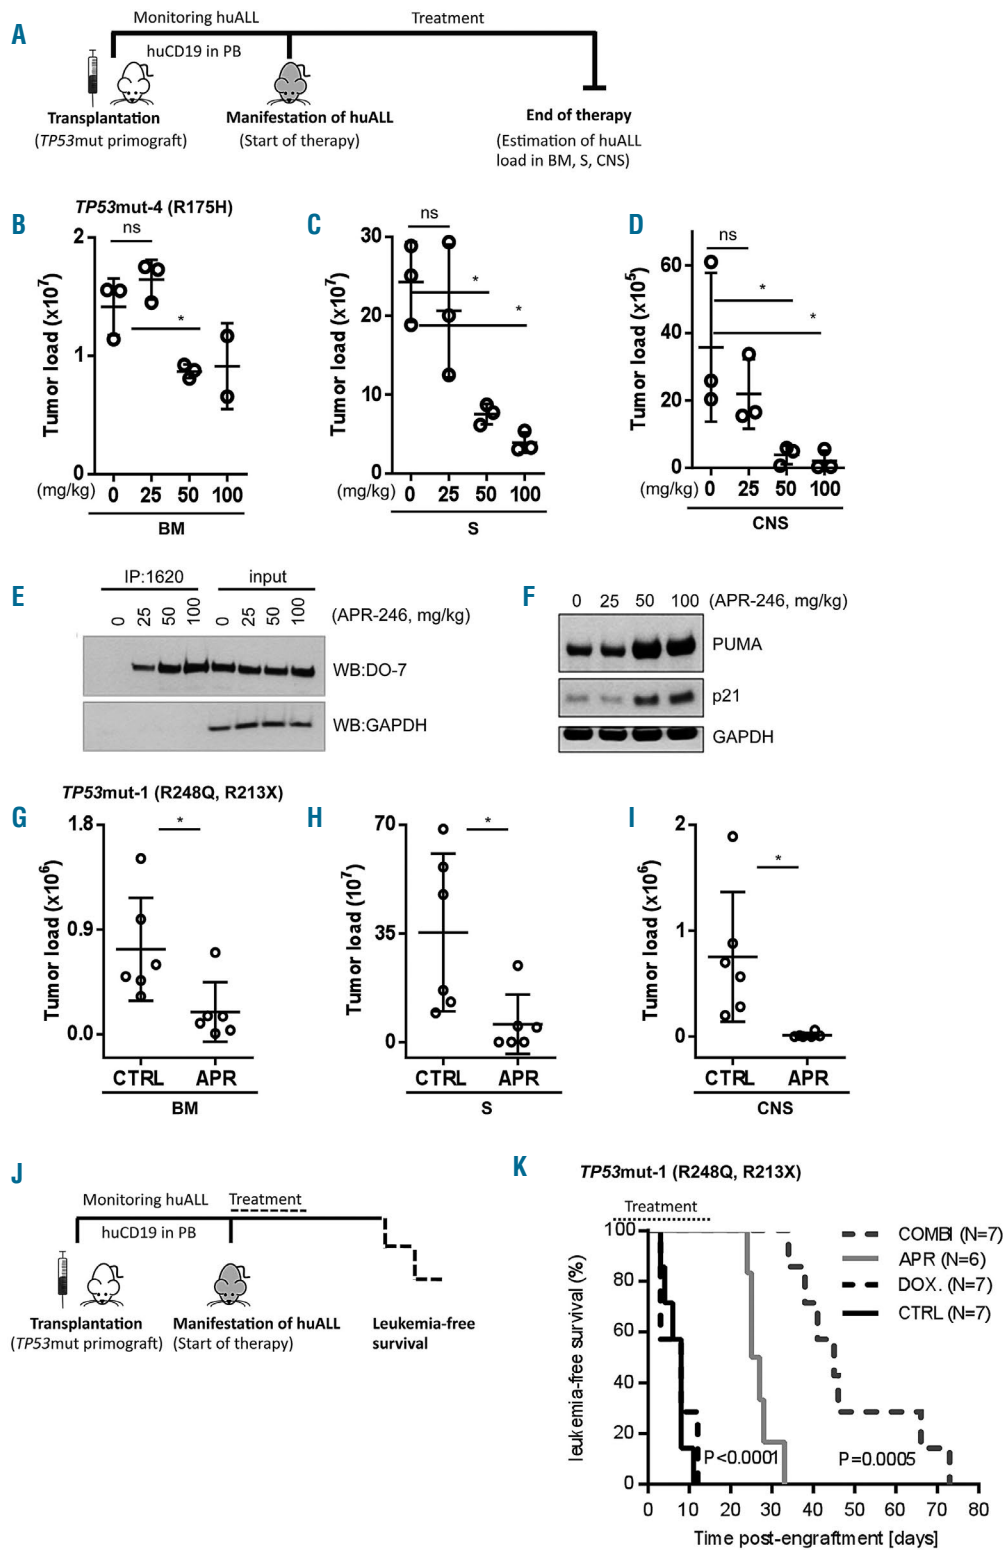 A
Monitoring huALL
Treatment
huCD19 in PB
Transplantation
(TP53mut primograft)
Manifestation of huALL
(Start of therapy)
End of therapy
(Estimation of huALL
load in BM, S, CNS)
TP53mut-4 (R175H)
B
ns
*
Tumor load (x10⁷)
2
1
0
(mg/kg) 0 25 50 100
BM
C
ns
*
*
Tumor load (x10⁷)
30
20
10
0
(mg/kg) 0 25 50 100
S
D
ns
*
*
Tumor load (x10⁵)
60
40
20
0
(mg/kg) 0 25 50 100
CNS
E
IP:1620 input
0 25 50 100 0 25 50 100 (APR-246, mg/kg)
WB:DO-7
WB:GAPDH
F
0 25 50 100 (APR-246, mg/kg)
PUMA
p21
GAPDH
TP53mut-1 (R248Q, R213X)
G
*
Tumor load (x10⁶)
1.8
0.9
0.0
CTRL APR
BM
H
*
Tumor load (10⁷)
70
35
0
CTRL APR
S
I
*
Tumor load (x10⁶)
2
1
0
CTRL APR
CNS
J
Monitoring huALL
Treatment
huCD19 in PB
Transplantation
(TP53mut primograft)
Manifestation of huALL
(Start of therapy)
Leukemia-free
survival
K
TP53mut-1 (R248Q, R213X)
Treatment
leukemia-free survival (%)
100
80
60
40
20
0
COMBI (N=7)
APR (N=6)
DOX. (N=7)
CTRL (N=7)
P<0.0001
P=0.0005
0 10 20 30 40 50 60 70 80
Time post-engraftment [days]